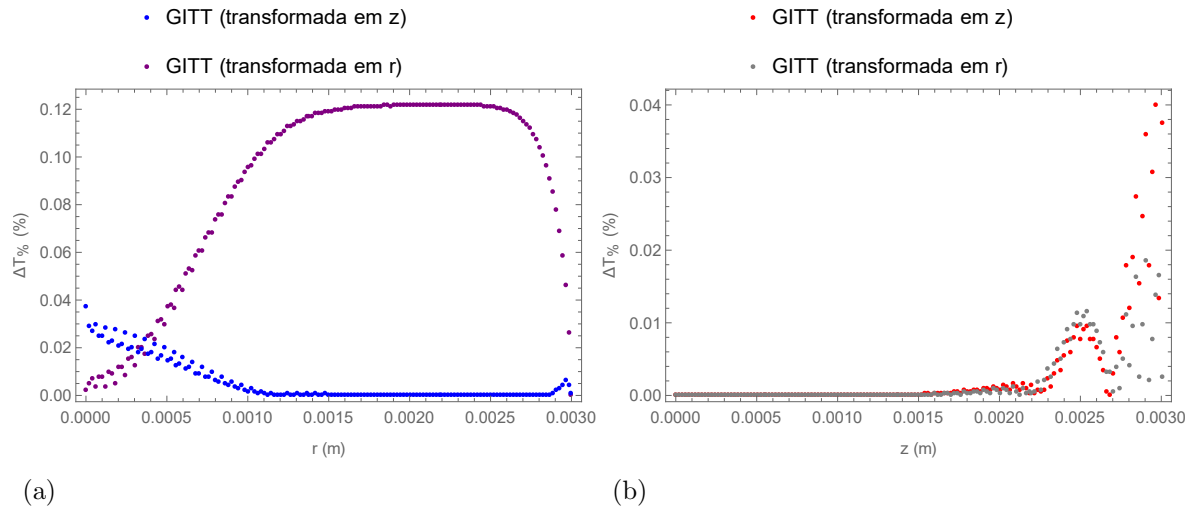 GITT (transformada em z)
GITT (transformada em r)
0.12
0.10
0.08
0.06
0.04
0.02
0.00
ΔT% (%)
0.0000 0.0005 0.0010 0.0015 0.0020 0.0025 0.0030
r (m)
(a)
GITT (transformada em z)
GITT (transformada em r)
0.04
0.03
0.02
0.01
0.00
ΔT% (%)
0.0000 0.0005 0.0010 0.0015 0.0020 0.0025 0.0030
z (m)
(b)